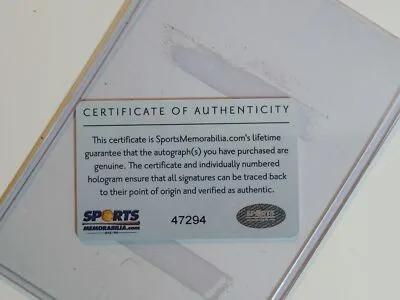 CERTIFICATE OF AUTHENTICITY
This certificate is SportsMemorabilia.com's lifetime
guarantee that the autograph(s) you have purchased are
genuine. The certificate and individually numbered
hologram ensure that all signatures can be traced back
to their point of origin and verified as authentic.
SPORTS
MEMORABILIA.com
47294
SPORTS